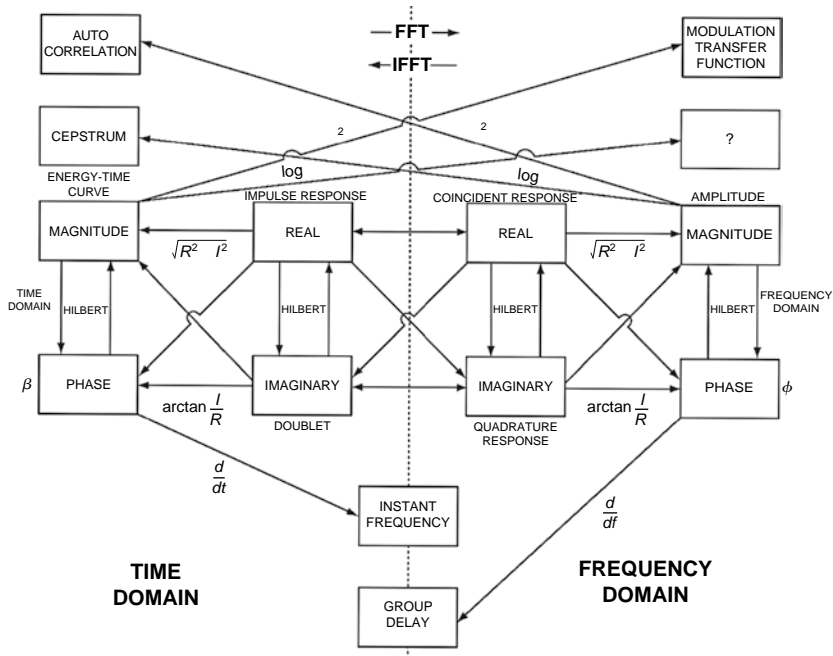 AUTO
CORRELATION
FFT
IFFT
MODULATION
TRANSFER
FUNCTION
2
2
CEPSTRUM
?
ENERGY-TIME
CURVE
log
log
IMPULSE RESPONSE
COINCIDENT RESPONSE
AMPLITUDE
MAGNITUDE
REAL
REAL
MAGNITUDE
√R² I²
√R² I²
TIME
DOMAIN
HILBERT
HILBERT
HILBERT
HILBERT
FREQUENCY
DOMAIN
β
PHASE
IMAGINARY
IMAGINARY
PHASE
ϕ
arctan I/R
DOUBLET
QUADRATURE
RESPONSE
arctan I/R
d/dt
INSTANT
FREQUENCY
d/df
TIME
DOMAIN
FREQUENCY
DOMAIN
GROUP
DELAY